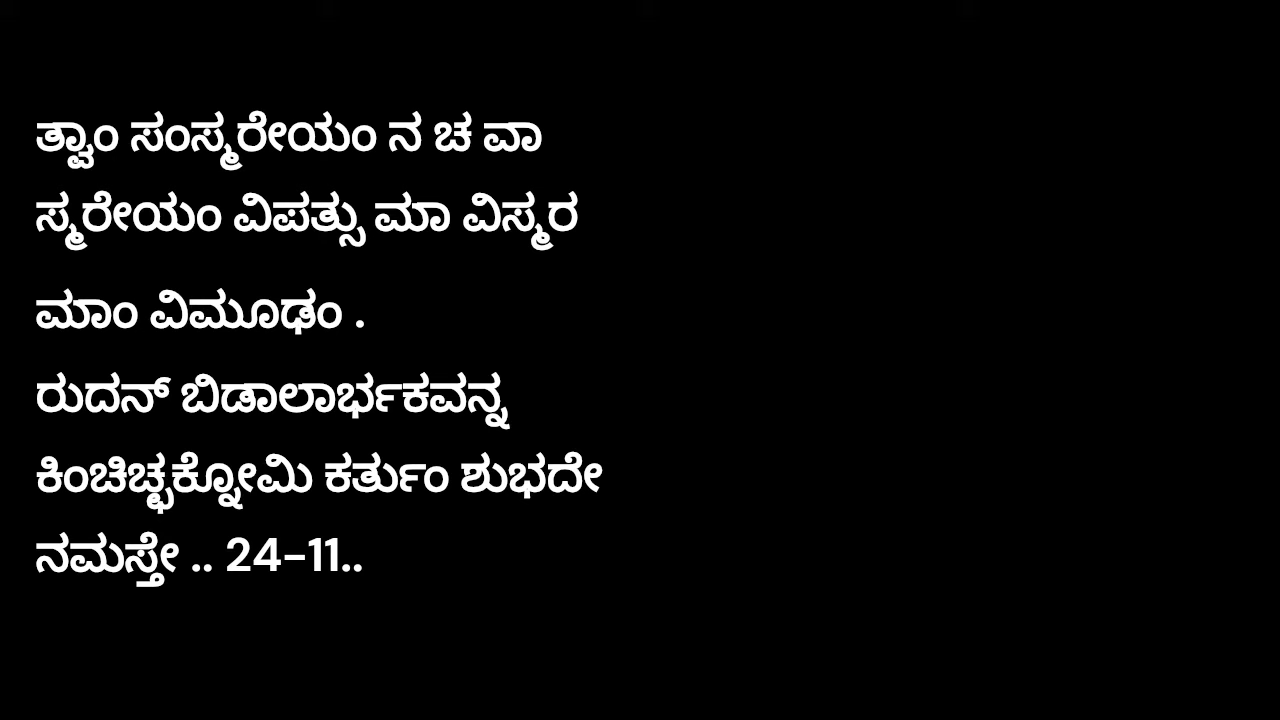 ತ್ವಾಂ ಸಂಸ್ಮರೇಯಂ ನ ಚ ವಾ
ಸ್ಮರೇಯಂ ವಿಪತ್ಸು ಮಾ ವಿಸ್ಮರ
ಮಾಂ ವಿಮೂಢಂ .
ರುದನ್ ಬಿಡಾಲಾರ್ಭಕವನ್ನ
ಕಿಂಚಿಚ್ಛಕ್ನೋಮಿ ಕರ್ತುಂ ಶುಭದೇ
ನಮಸ್ತೇ .. 24-11..